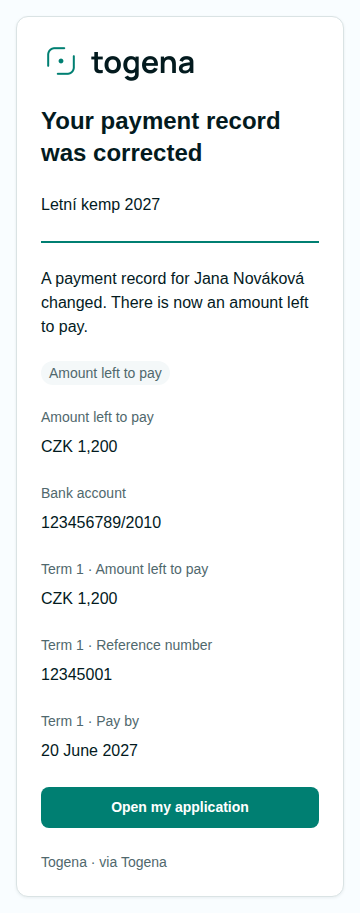 togena
Your payment record
was corrected
Letní kemp 2027
A payment record for Jana Nováková
changed. There is now an amount left
to pay.
Amount left to pay
Amount left to pay
CZK 1,200
Bank account
123456789/2010
Term 1 · Amount left to pay
CZK 1,200
Term 1 · Reference number
12345001
Term 1 · Pay by
20 June 2027
Open my application
Togena · via Togena